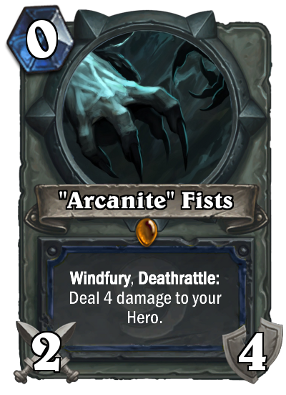 0
"Arcanite" Fists
Windfury, Deathrattle:
Deal 4 damage to your
Hero.
2
4